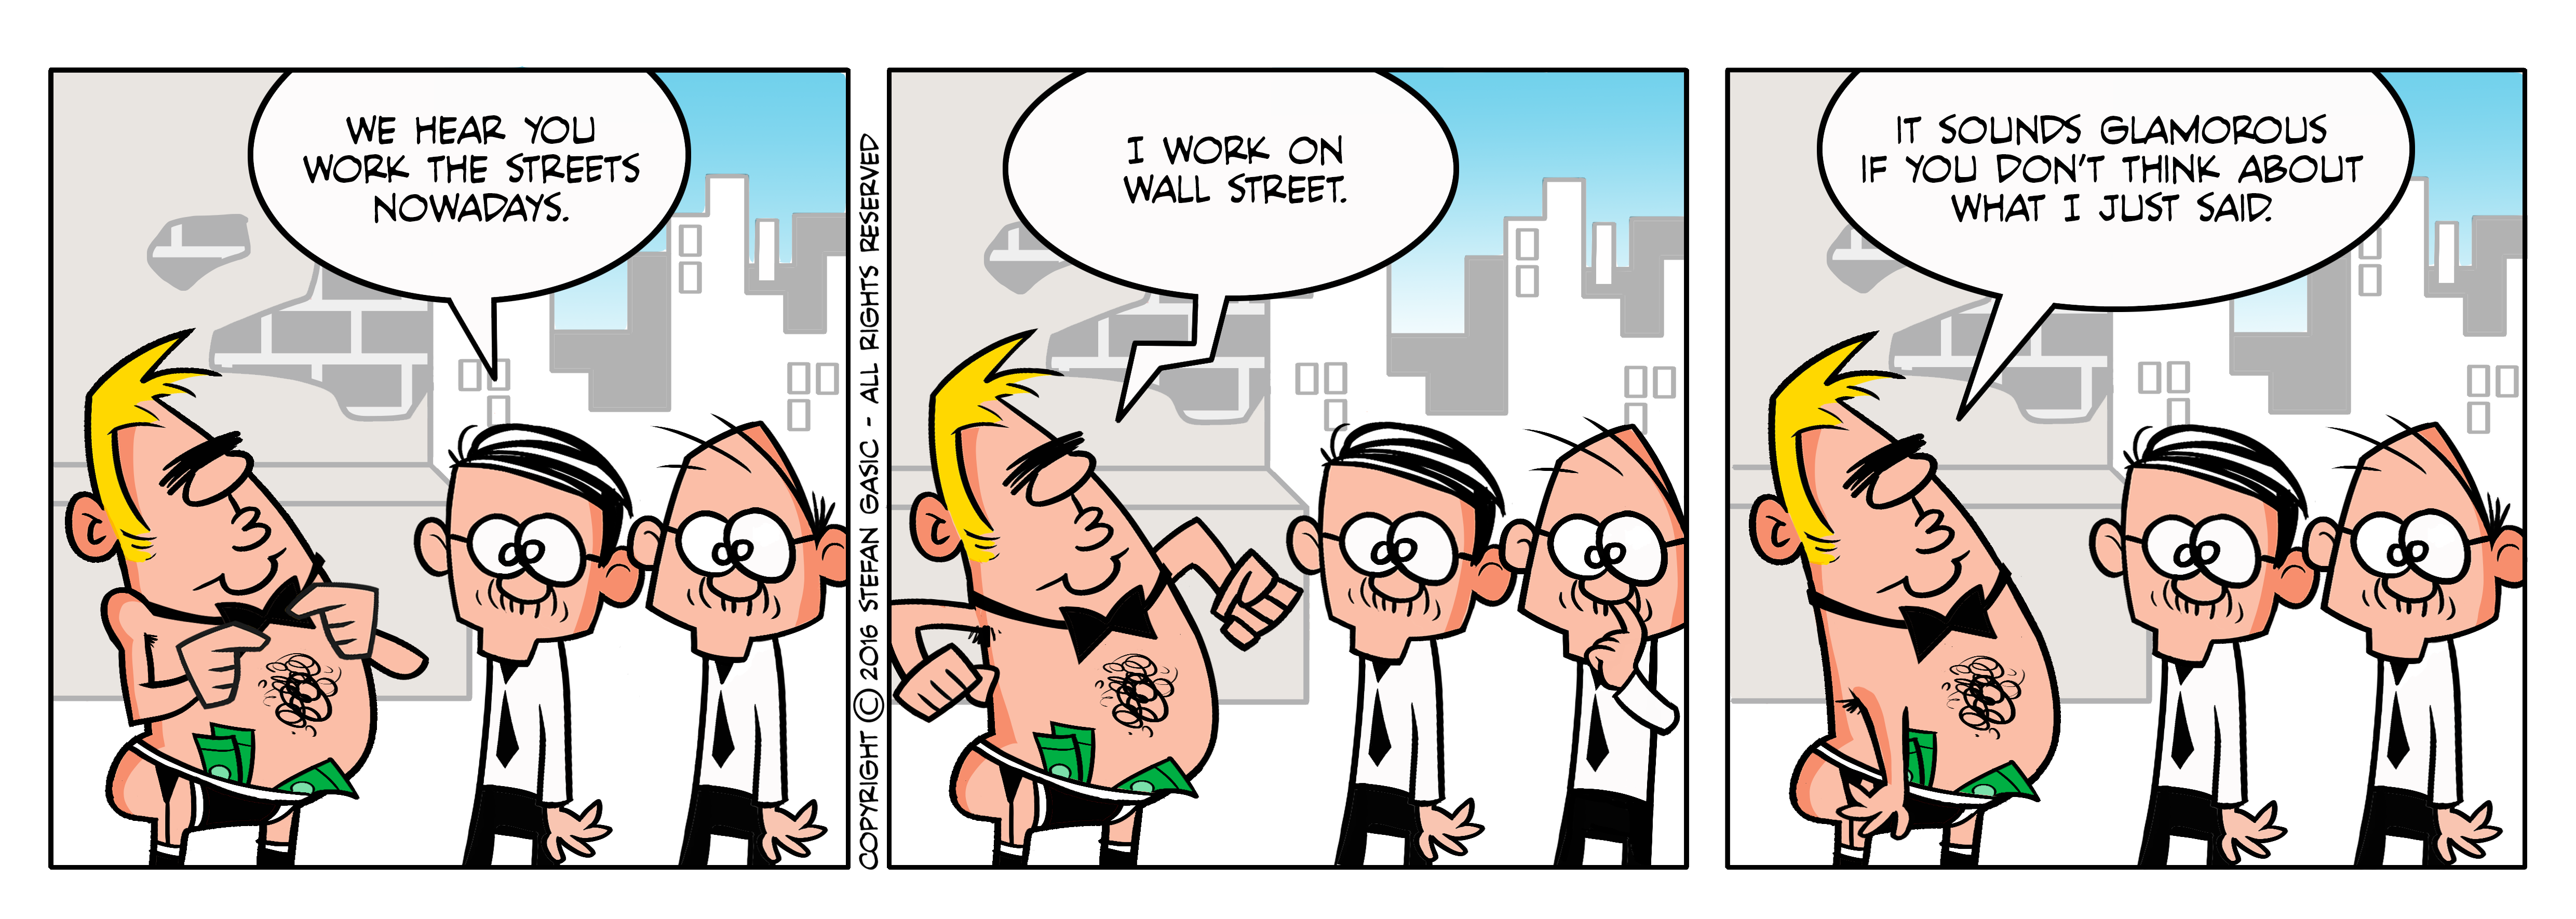 WE HEAR YOU
WORK THE STREETS
NOWADAYS.
COPYRIGHT © 2016 STEFAN GASIC - ALL RIGHTS RESERVED
I WORK ON
WALL STREET.
IT SOUNDS GLAMOROUS
IF YOU DON'T THINK ABOUT
WHAT I JUST SAID.